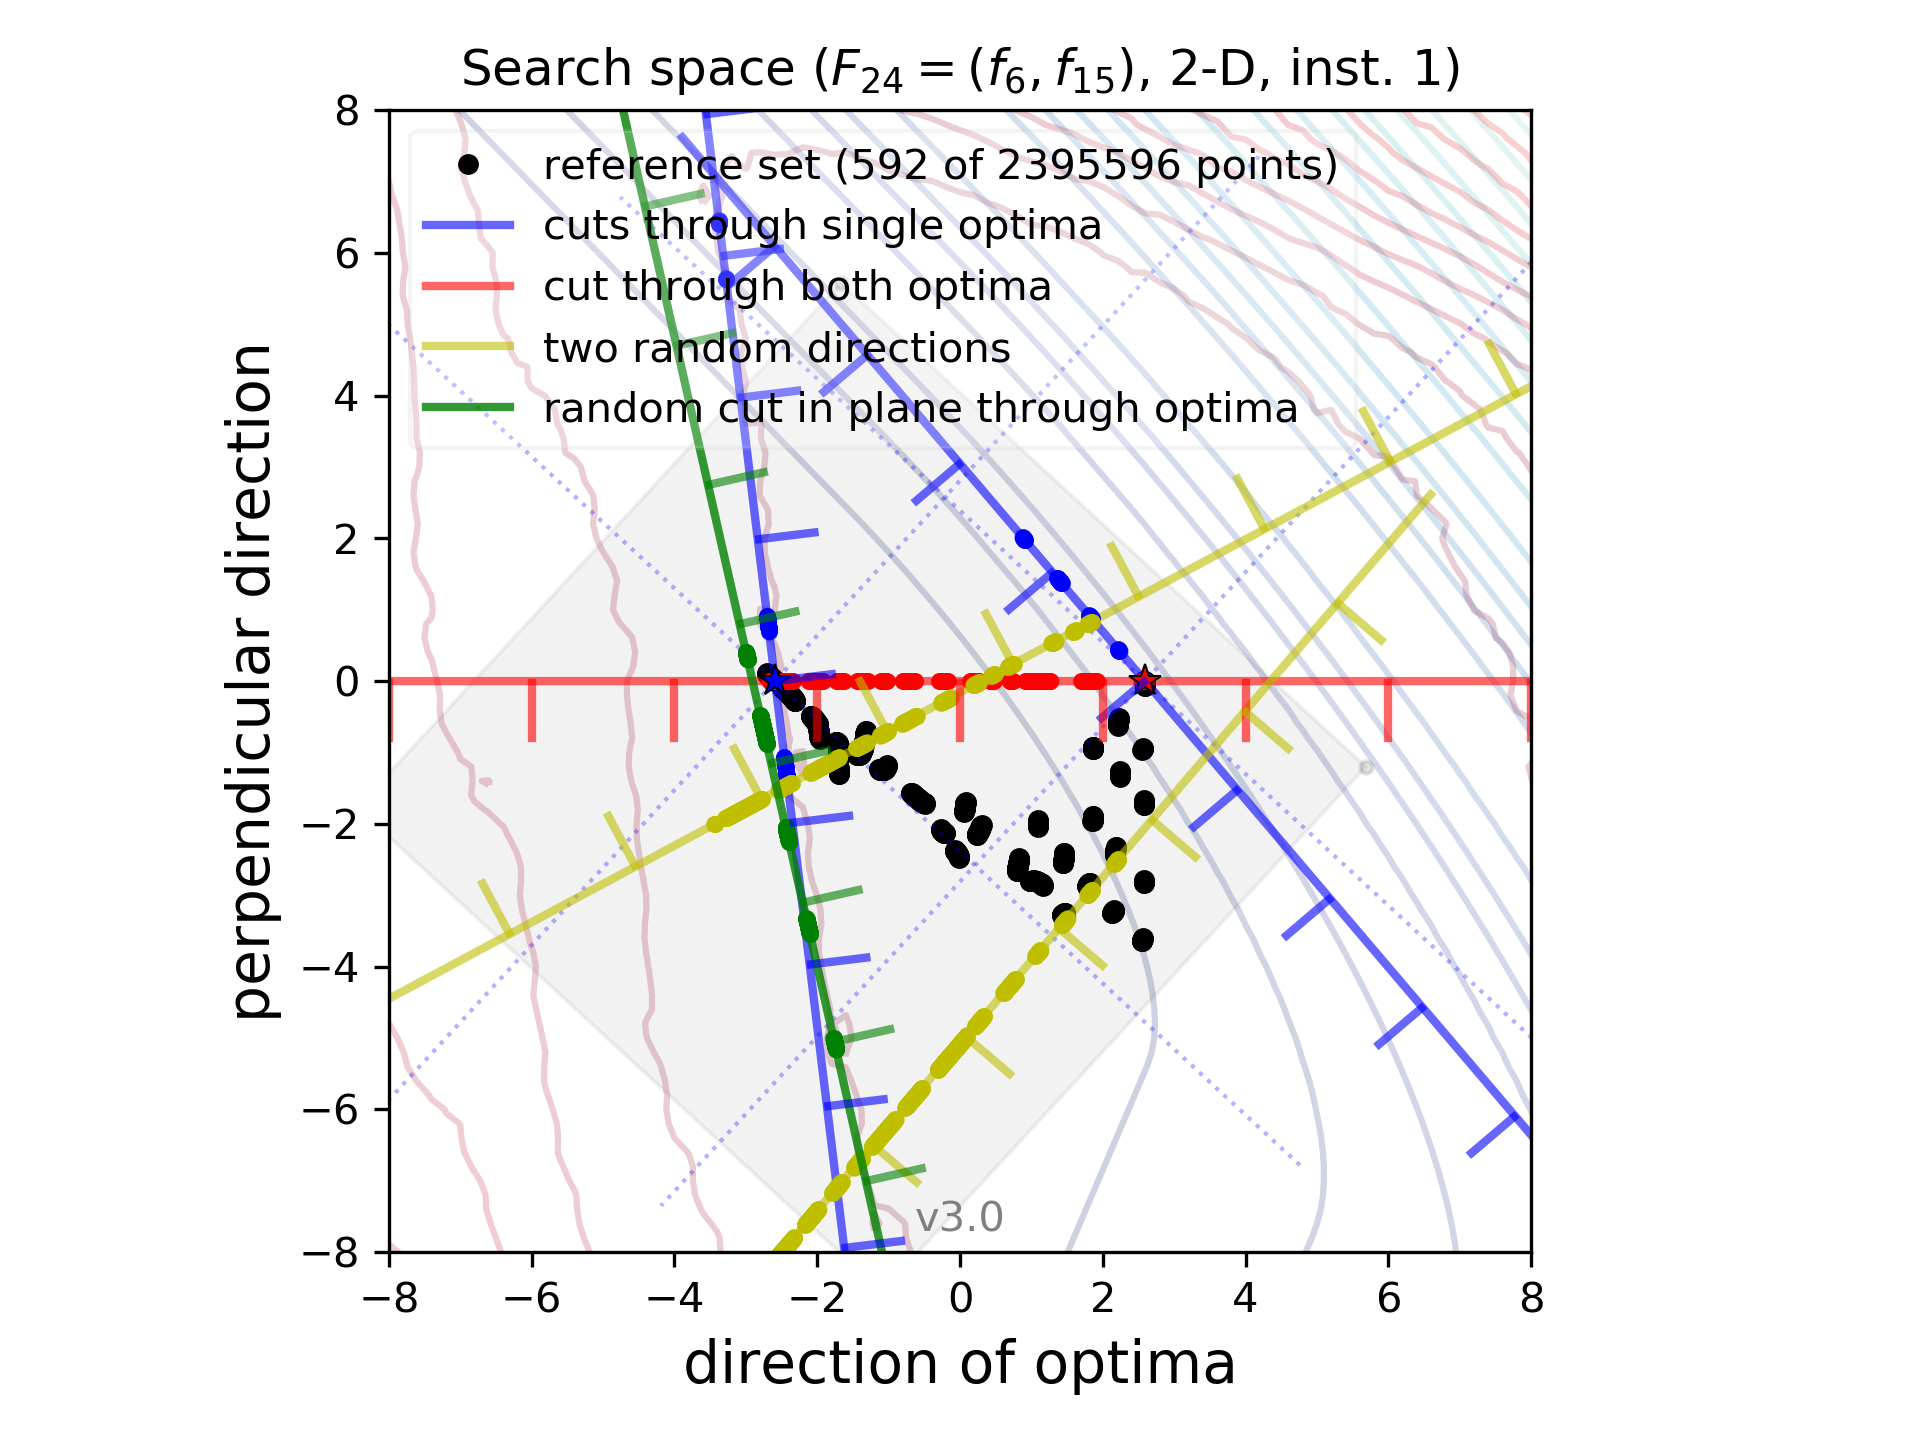 Search space (F24 = (f6, f15), 2-D, inst. 1)
reference set (592 of 2395596 points)
cuts through single optima
cut through both optima
two random directions
random cut in plane through optima
perpendicular direction
8
6
4
2
0
−2
−4
−6
−8
v3.0
−8 −6 −4 −2 0 2 4 6 8
direction of optima